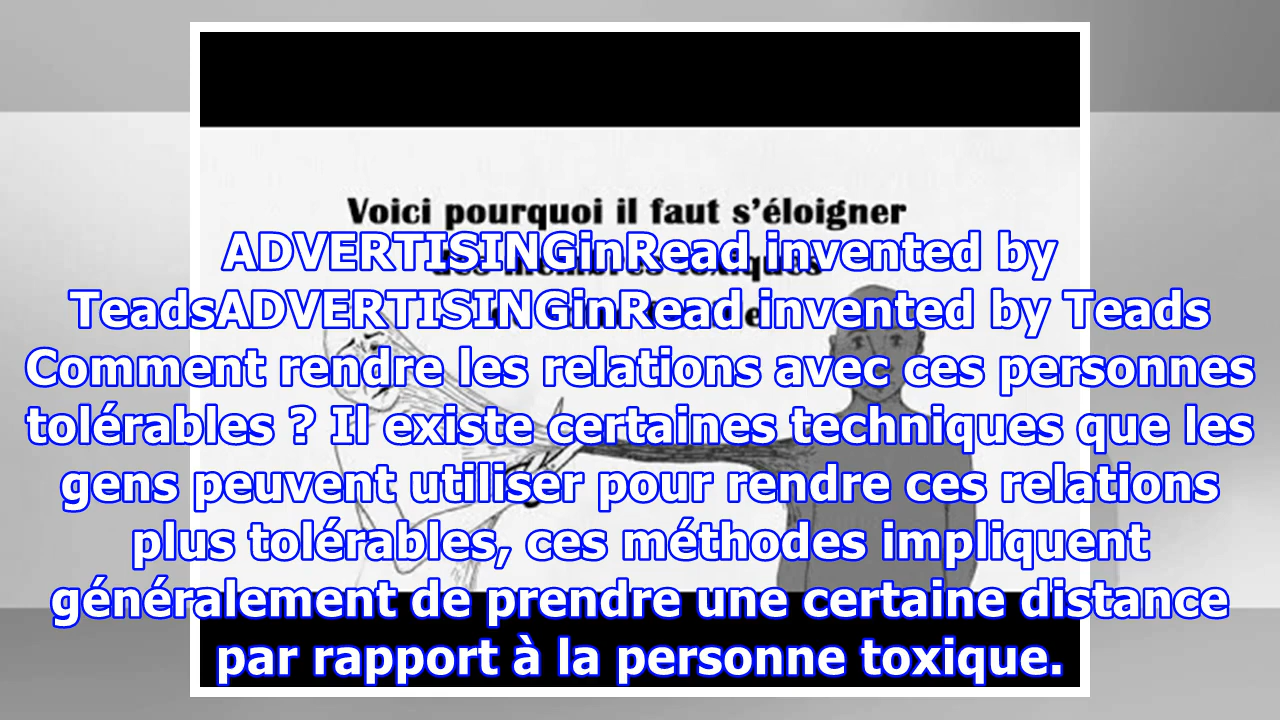 Voici pourquoi il faut s'éloigner
ADVERTISINGinRead invented by
TeadsADVERTISINGinRead invented by Teads
Comment rendre les relations avec ces personnes
tolérables ? Il existe certaines techniques que les
gens peuvent utiliser pour rendre ces relations
plus tolérables, ces méthodes impliquent
généralement de prendre une certaine distance
par rapport à la personne toxique.